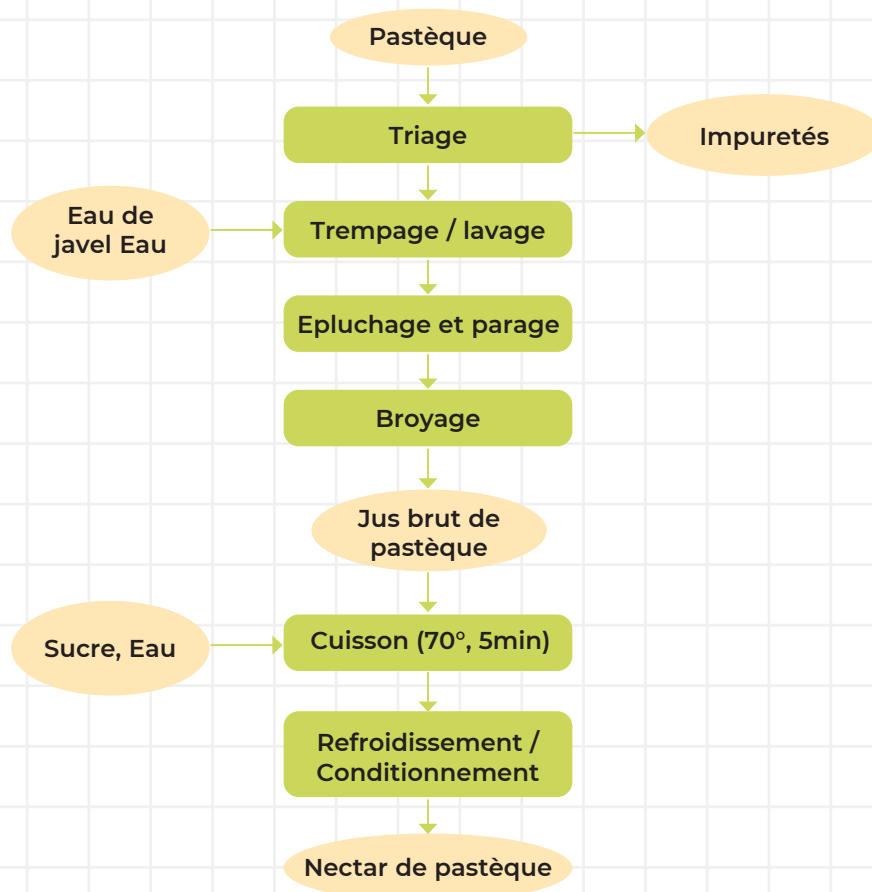 Pastèque
Triage
Impuretés
Eau de
javel Eau
Trempage / lavage
Epluchage et parage
Broyage
Jus brut de
pastèque
Sucre, Eau
Cuisson (70°, 5min)
Refroidissement /
Conditionnement
Nectar de pastèque